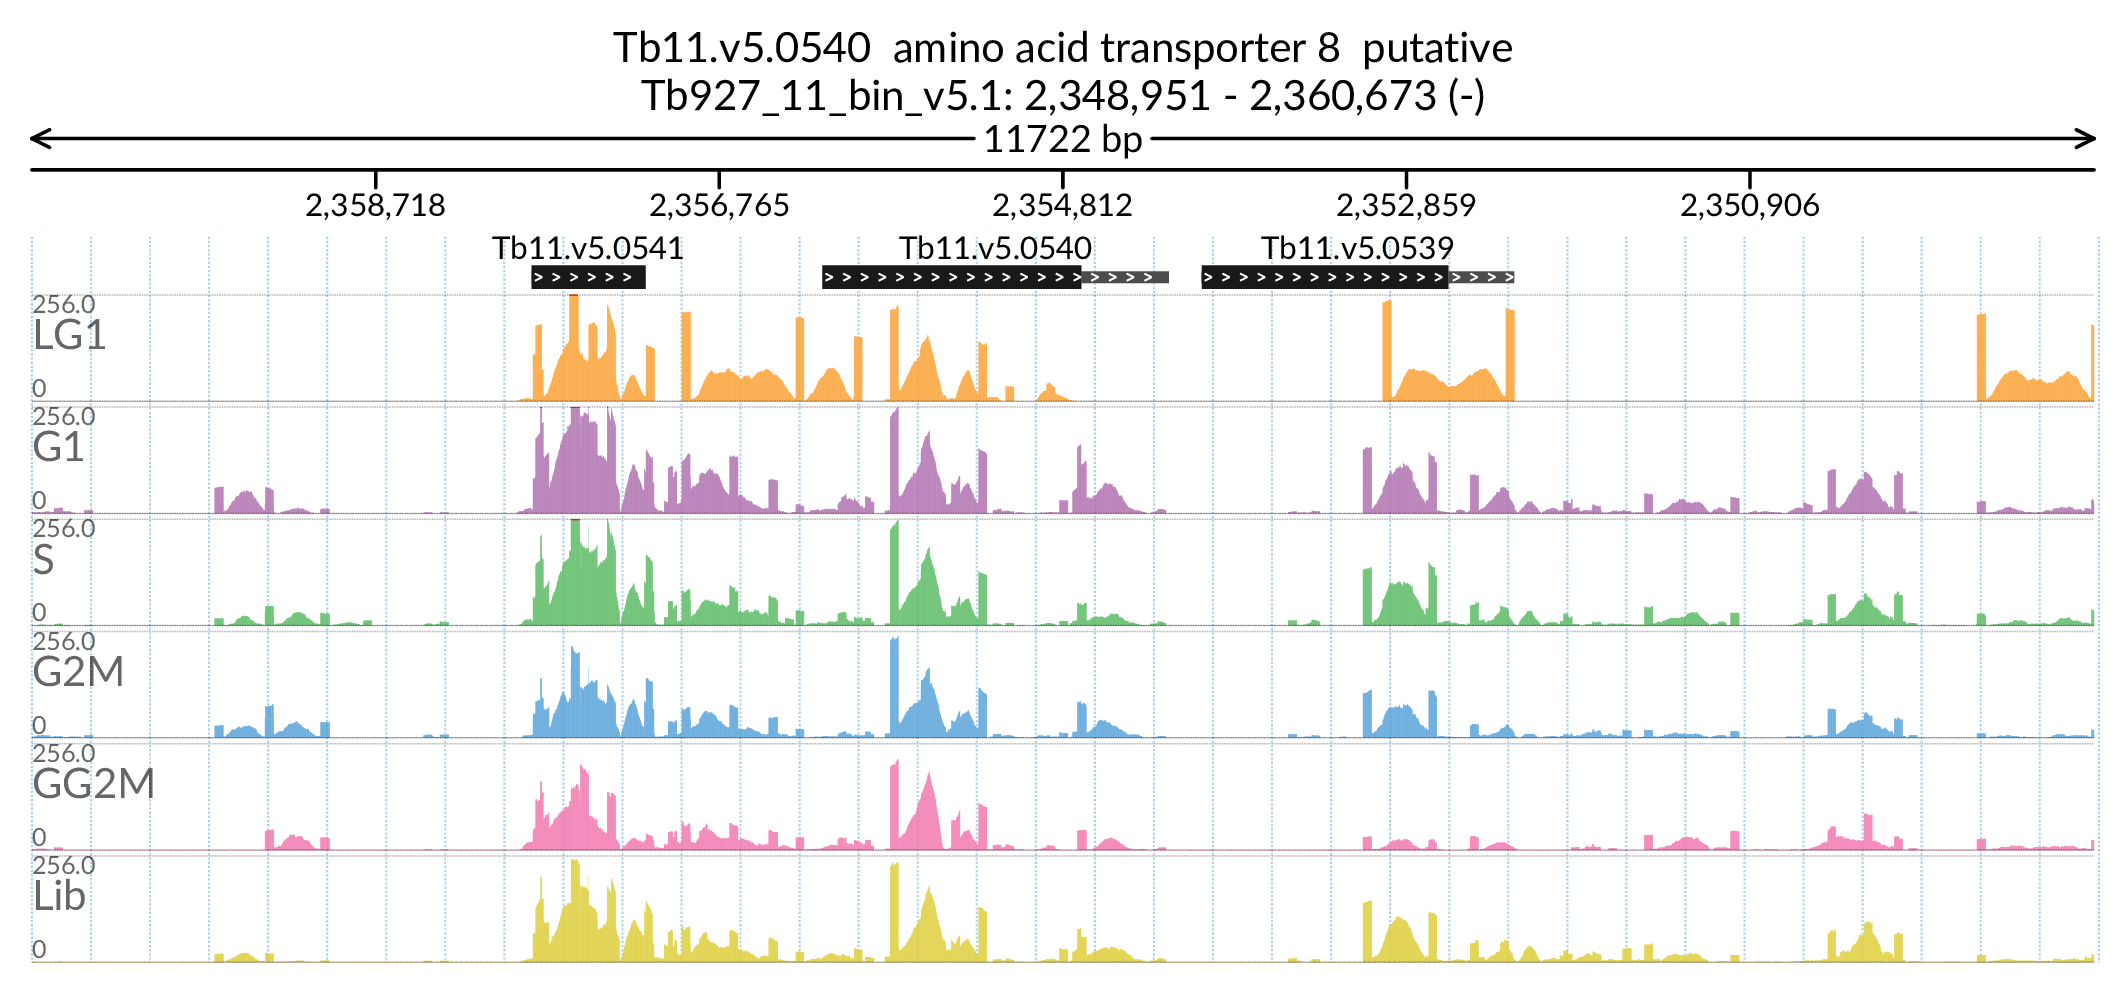 Tb11.v5.0540  amino acid transporter 8  putative
Tb927_11_bin_v5.1: 2,348,951 - 2,360,673 (-)
11722 bp
2,358,718 2,356,765 2,354,812 2,352,859 2,350,906
Tb11.v5.0541 Tb11.v5.0540 Tb11.v5.0539
256.0
LG1
0
256.0
G1
0
256.0
S
0
256.0
G2M
0
256.0
GG2M
0
256.0
Lib
0